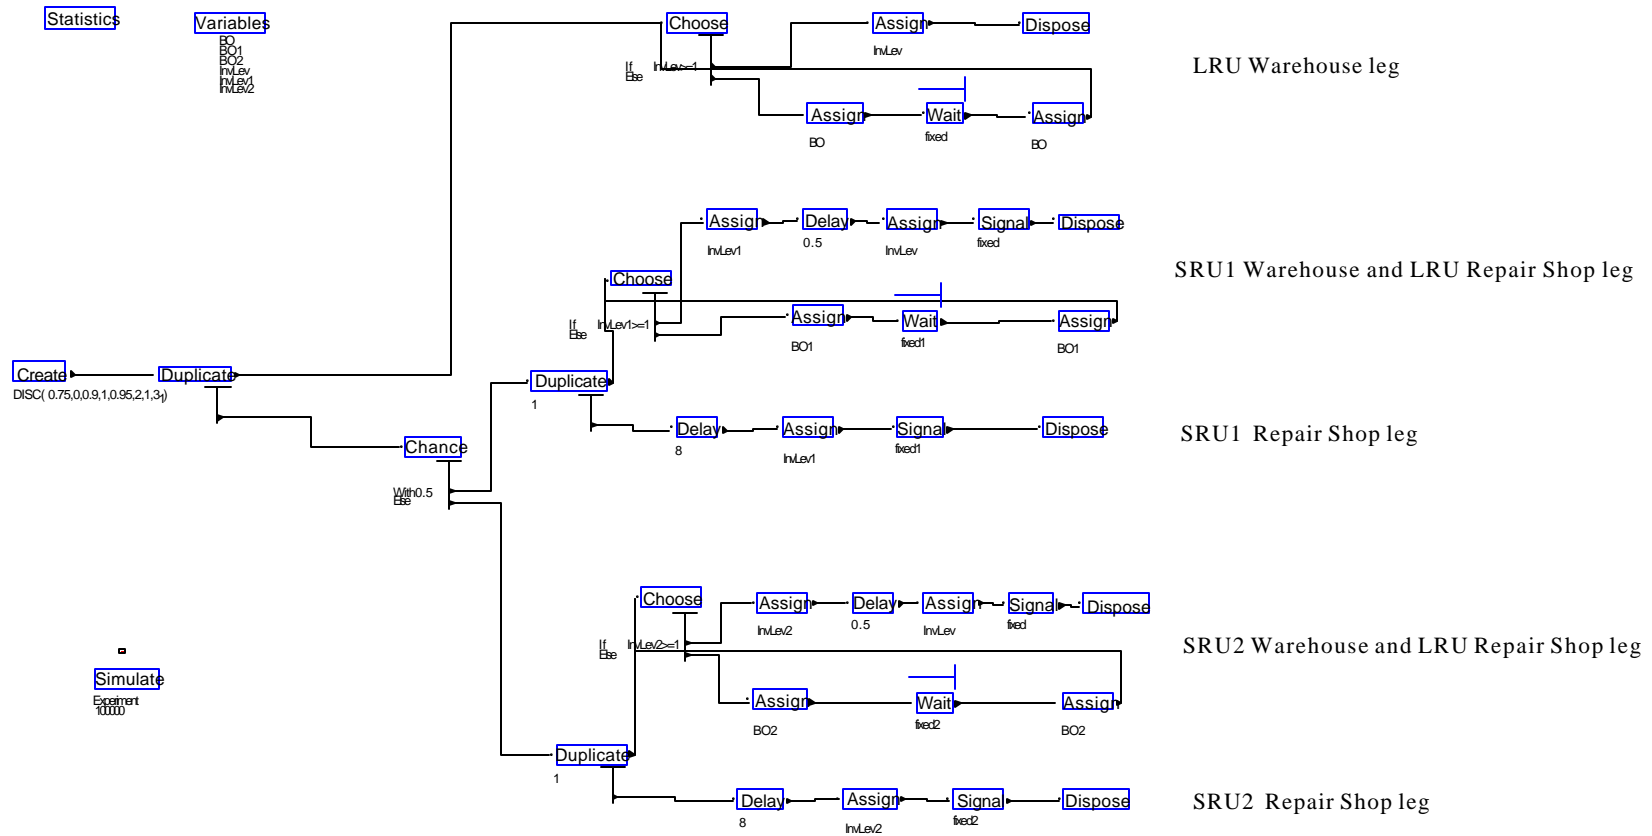 Statistics
Variables
BO
BO1
BO2
InvLev
InvLev1
InvLev2
Choose
If InvLev>=1
Else
Assign
InvLev
Dispose
LRU Warehouse leg
Assign
BO
Wait
fixed
Assign
BO
Assign
InvLev1
Delay
0.5
Assign
InvLev
Signal
fixed
Dispose
SRU1 Warehouse and LRU Repair Shop leg
Choose
If InvLev1>=1
Else
Assign
BO1
Wait
fixed1
Assign
BO1
Create
DISC( 0.75,0,0.9,1,0.95,2,1,3)
Duplicate
1
Duplicate
1
Delay
8
Assign
InvLev1
Signal
fixed1
Dispose
SRU1 Repair Shop leg
Chance
With 0.5
Else
Choose
If InvLev2>=1
Else
Assign
InvLev2
Delay
0.5
Assign
InvLev
Signal
fixed
Dispose
SRU2 Warehouse and LRU Repair Shop leg
Simulate
Experiment
100000
Assign
BO2
Wait
fixed2
Assign
BO2
Duplicate
1
Delay
8
Assign
InvLev2
Signal
fixed2
Dispose
SRU2 Repair Shop leg